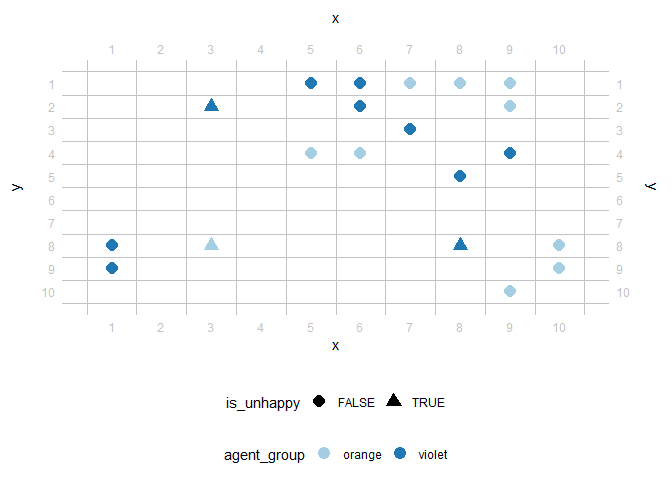 x
1 2 3 4 5 6 7 8 9 10
1 1
2 2
3 3
4 4
5 5
y 6 6 y
7 7
8 8
9 9
10 10
1 2 3 4 5 6 7 8 9 10
x
is_unhappy FALSE TRUE
agent_group orange violet